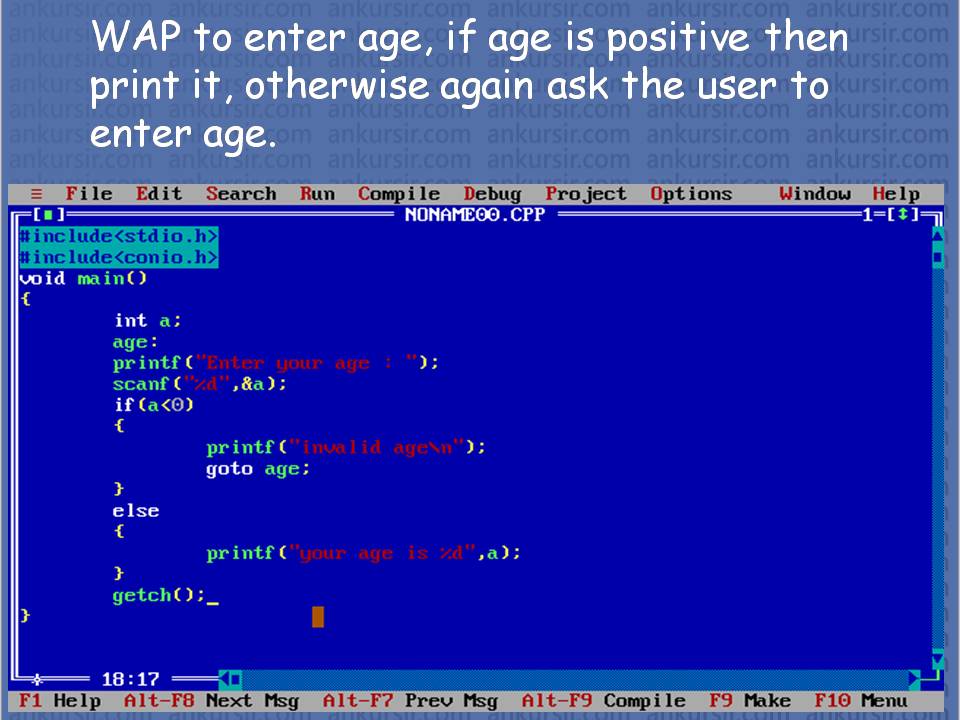 WAP to enter age, if age is positive then
print it, otherwise again ask the user to
enter age.
≡ File Edit Search Run Compile Debug Project Options Window Help
[■] NONAME00.CPP 1=[↕]
#include<stdio.h>
#include<conio.h>
void main()
{
int a;
age:
printf("Enter your age : ");
scanf("%d",&a);
if(a<0)
{
printf("invalid age\n");
goto age;
}
else
{
printf("your age is %d",a);
}
getch();_
}
18:17
F1 Help Alt-F8 Next Msg Alt-F7 Prev Msg Alt-F9 Compile F9 Make F10 Menu